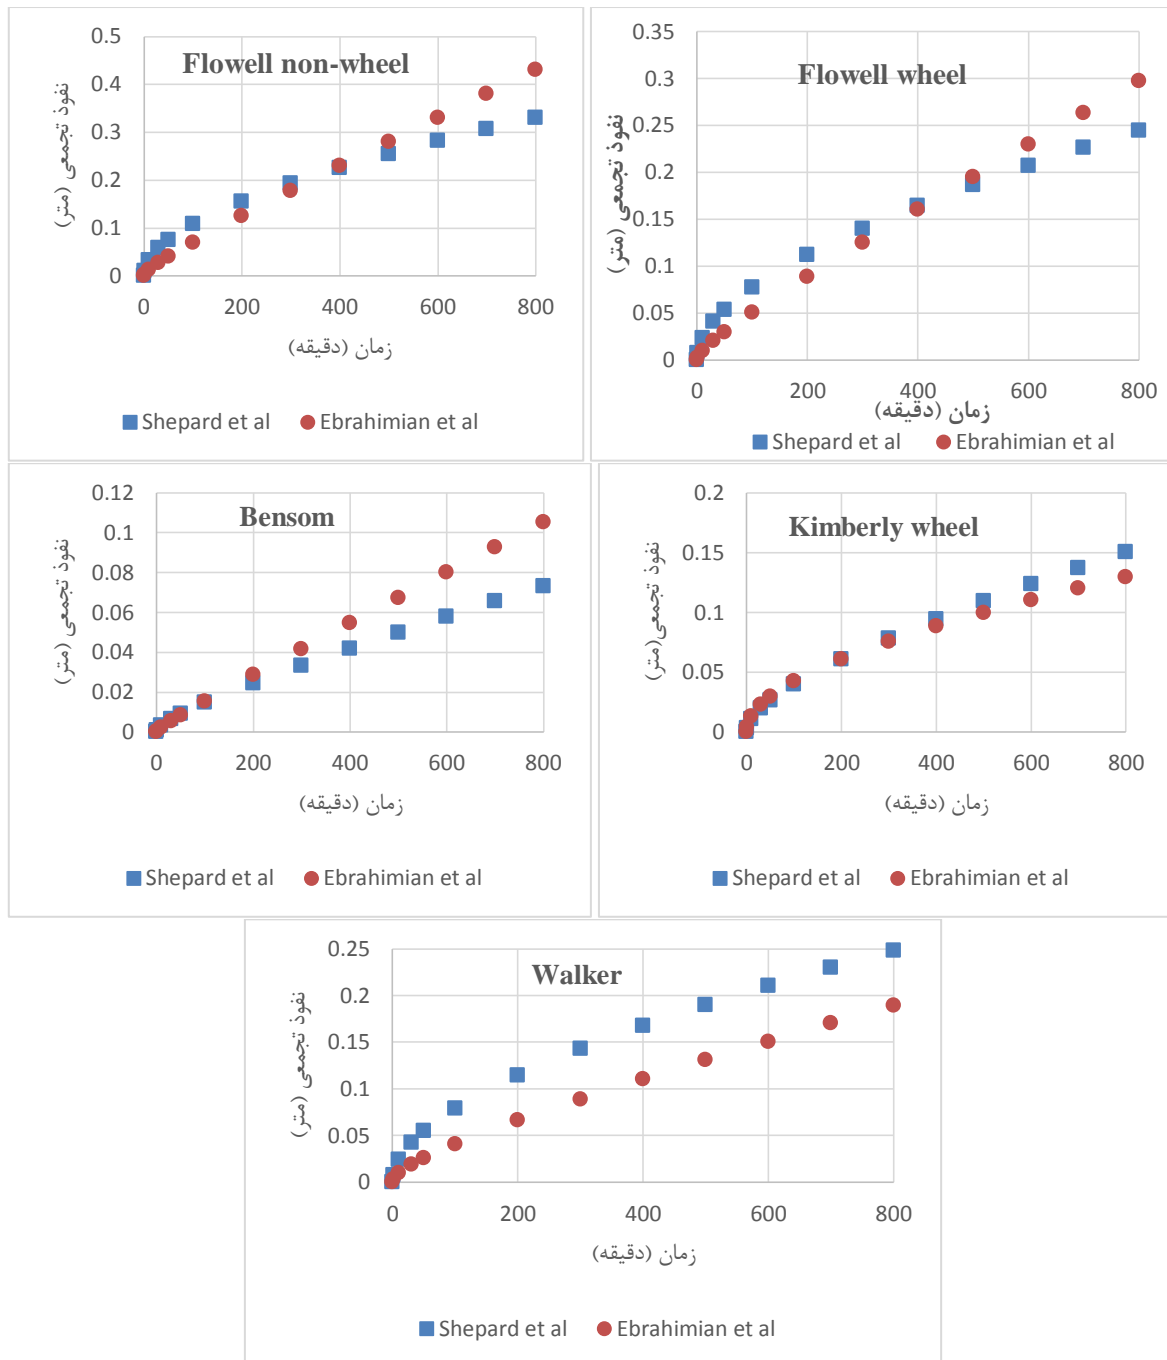 Flowell non-wheel
نفوذ تجمعی (متر)
0.5
0.4
0.3
0.2
0.1
0
0 200 400 600 800
زمان (دقیقه)
Shepard et al Ebrahimian et al
Flowell wheel
نفوذ تجمعی (متر)
0.35
0.3
0.25
0.2
0.15
0.1
0.05
0
0 200 400 600 800
زمان (دقیقه)
Shepard et al Ebrahimian et al
Bensom
نفوذ تجمعی (متر)
0.12
0.1
0.08
0.06
0.04
0.02
0
0 200 400 600 800
زمان (دقیقه)
Shepard et al Ebrahimian et al
Kimberly wheel
نفوذ تجمعی(متر)
0.2
0.15
0.1
0.05
0
0 200 400 600 800
زمان (دقیقه)
Shepard et al Ebrahimian et al
Walker
نفوذ تجمعی (متر)
0.25
0.2
0.15
0.1
0.05
0
0 200 400 600 800
زمان (دقیقه)
Shepard et al Ebrahimian et al